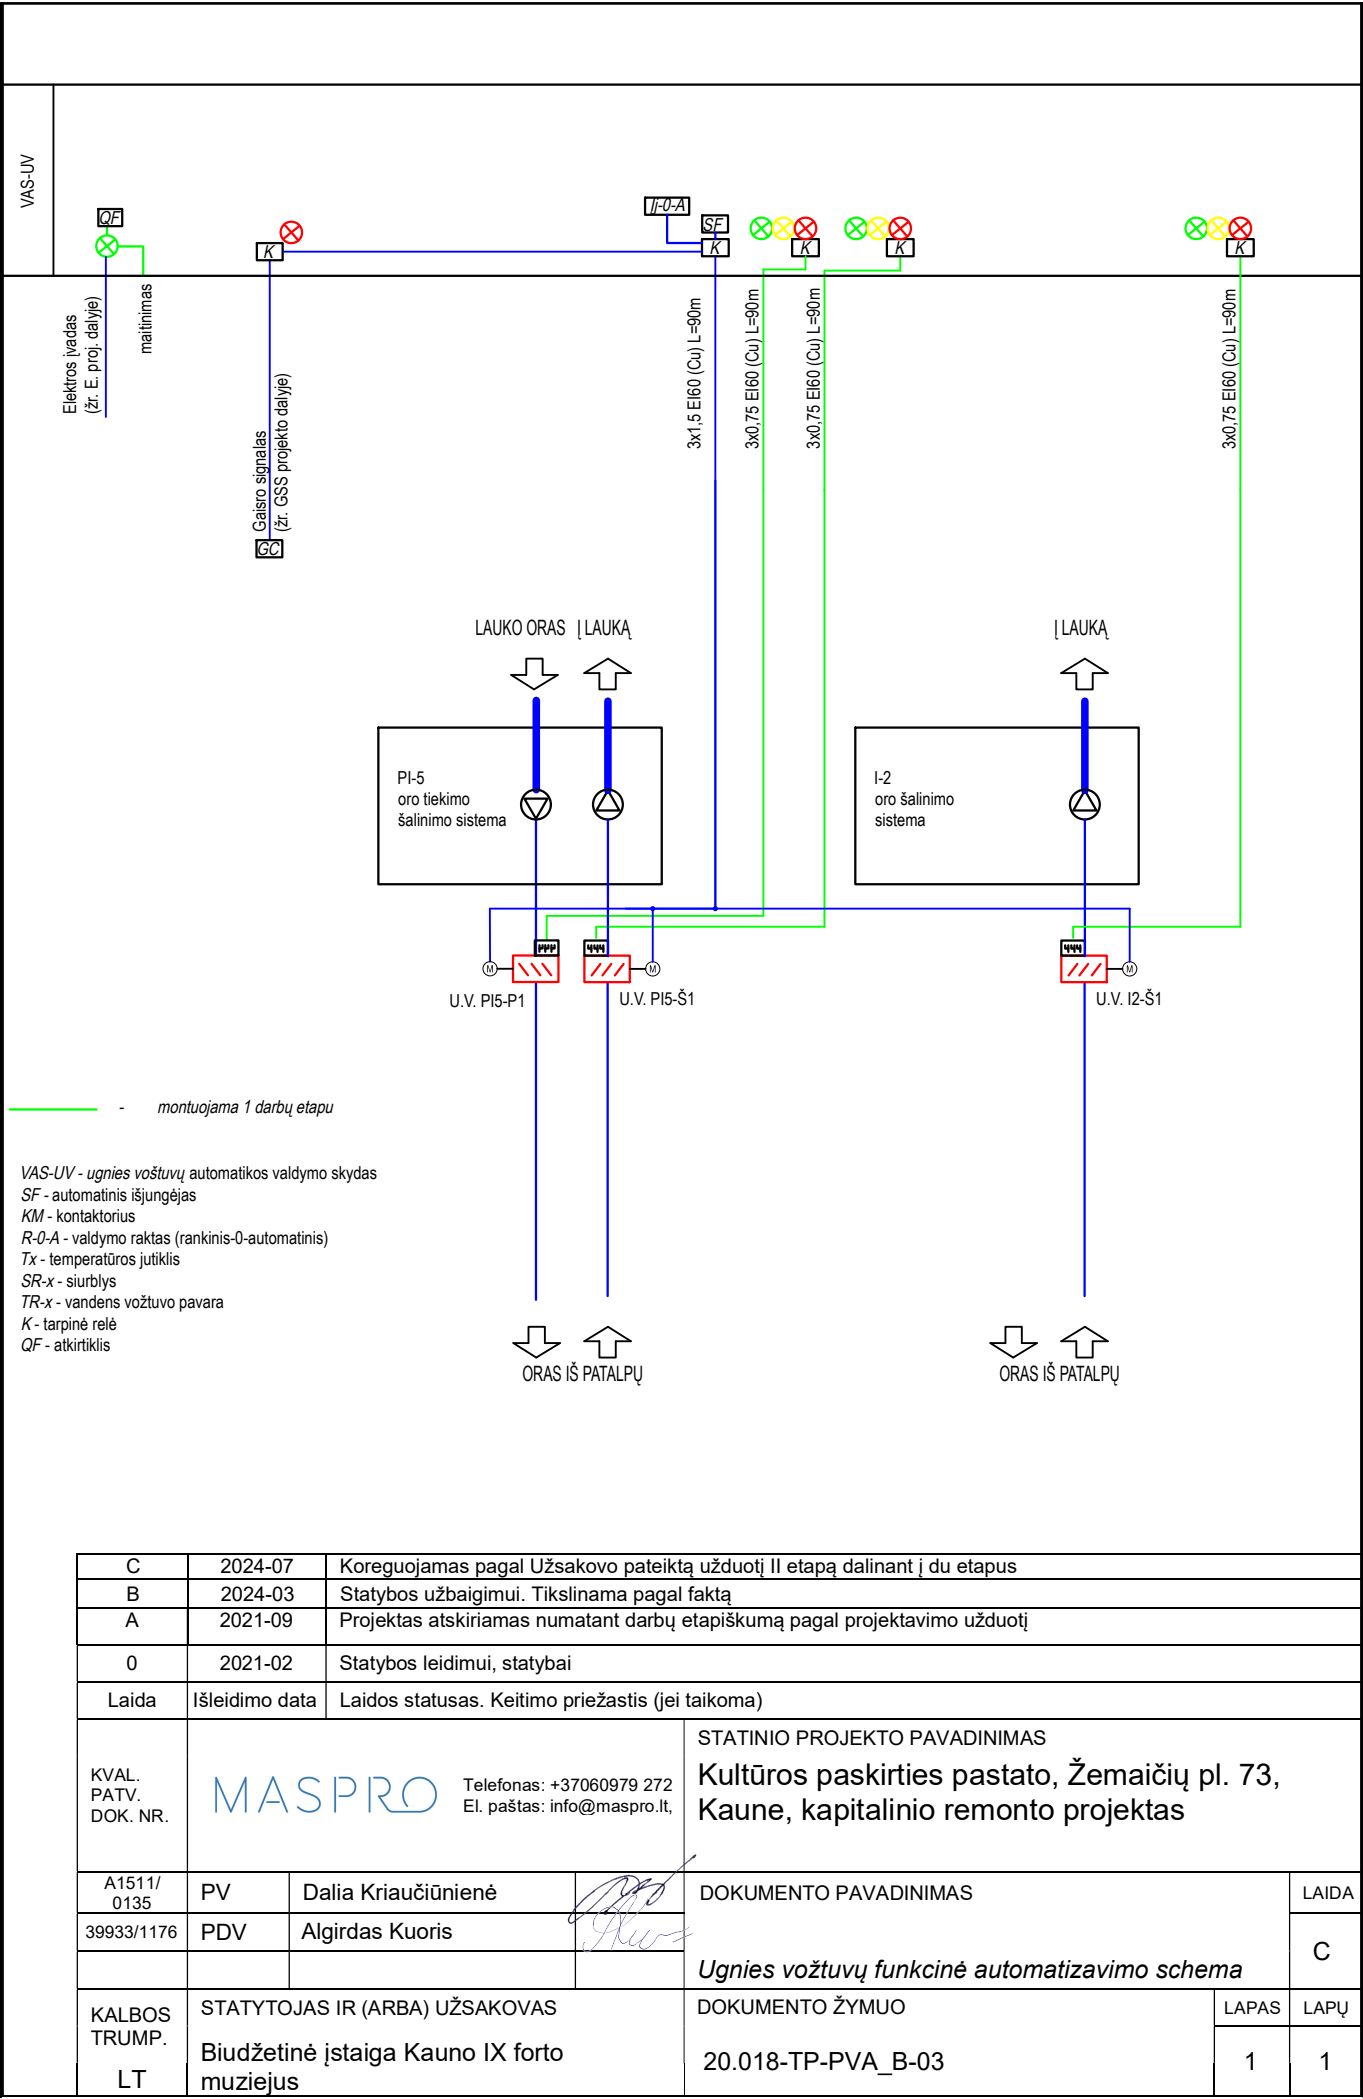 VAS-UV
QF
K
Įj-0-A
SF
K
K
K
K
Elektros įvadas
(žr. E. proj. dalyje)
maitinimas
Gaisro signalas
(žr. GSS projekto dalyje)
GC
3x1,5 EI60 (Cu) L=90m
3x0,75 EI60 (Cu) L=90m
3x0,75 EI60 (Cu) L=90m
3x0,75 EI60 (Cu) L=90m
LAUKO ORAS
Į LAUKĄ
Į LAUKĄ
PI-5
oro tiekimo
šalinimo sistema
I-2
oro šalinimo
sistema
M
M
M
U.V. PI5-P1
U.V. PI5-Š1
U.V. I2-Š1
- montuojama 1 darbų etapu
VAS-UV - ugnies voštuvų automatikos valdymo skydas
SF - automatinis išjungėjas
KM - kontaktorius
R-0-A - valdymo raktas (rankinis-0-automatinis)
Tx - temperatūros jutiklis
SR-x - siurblys
TR-x - vandens vožtuvo pavara
K - tarpinė relė
QF - atkirtiklis
ORAS IŠ PATALPŲ
ORAS IŠ PATALPŲ
C 2024-07 Koreguojamas pagal Užsakovo pateiktą užduotį II etapą dalinant į du etapus
B 2024-03 Statybos užbaigimui. Tikslinama pagal faktą
A 2021-09 Projektas atskiriamas numatant darbų etapiškumą pagal projektavimo užduotį
0 2021-02 Statybos leidimui, statybai
Laida Išleidimo data Laidos statusas. Keitimo priežastis (jei taikoma)
KVAL.
PATV.
DOK. NR.
MASPRO
Telefonas: +37060979 272
El. paštas: info@maspro.lt,
STATINIO PROJEKTO PAVADINIMAS
Kultūros paskirties pastato, Žemaičių pl. 73,
Kaune, kapitalinio remonto projektas
A1511/
0135
PV Dalia Kriaučiūnienė
39933/1176 PDV Algirdas Kuoris
DOKUMENTO PAVADINIMAS
Ugnies vožtuvų funkcinė automatizavimo schema
LAIDA
C
KALBOS
TRUMP.
LT
STATYTOJAS IR (ARBA) UŽSAKOVAS
Biudžetinė įstaiga Kauno IX forto
muziejus
DOKUMENTO ŽYMUO
20.018-TP-PVA_B-03
LAPAS LAPŲ
1 1